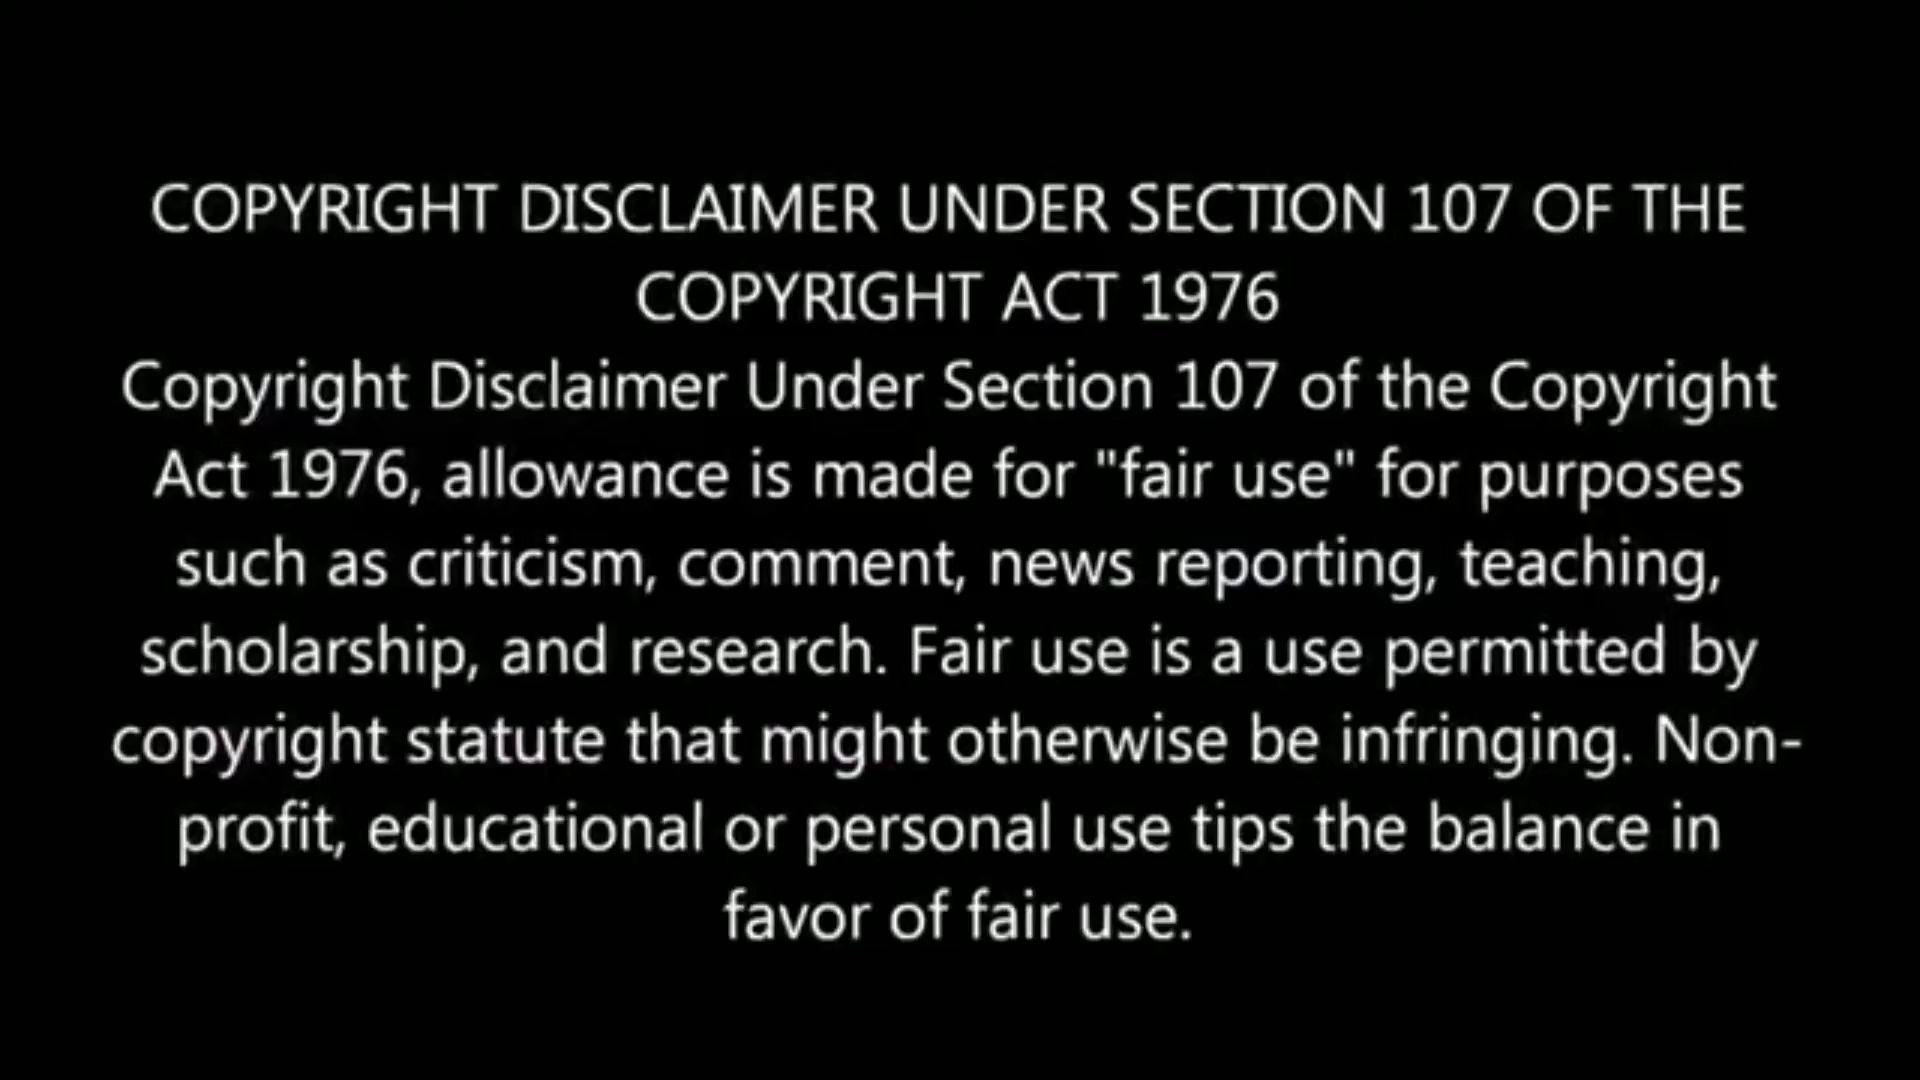 COPYRIGHT DISCLAIMER UNDER SECTION 107 OF THE
COPYRIGHT ACT 1976
Copyright Disclaimer Under Section 107 of the Copyright
Act 1976, allowance is made for "fair use" for purposes
such as criticism, comment, news reporting, teaching,
scholarship, and research. Fair use is a use permitted by
copyright statute that might otherwise be infringing. Non-
profit, educational or personal use tips the balance in
favor of fair use.